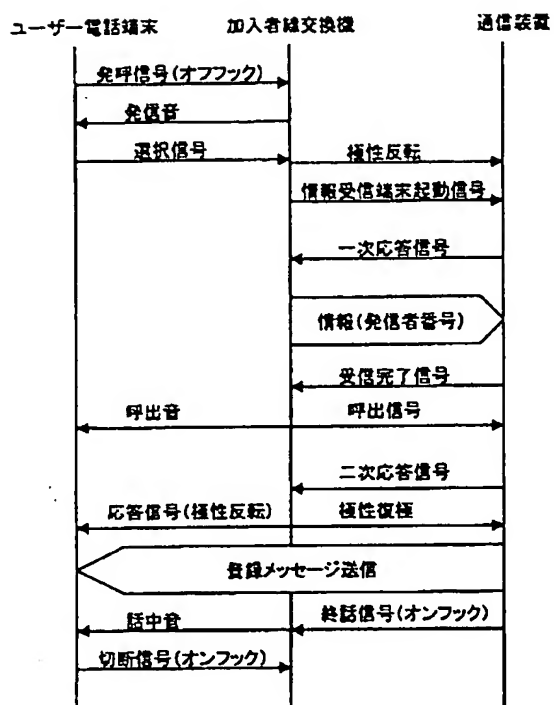 ユーザー電話端末 加入者線交換機 通信装置
発呼信号(オフフック)
発信音
選択信号 極性反転
情報受信端末起動信号
一次応答信号
情報(発信者番号)
受信完了信号
呼出音 呼出信号
二次応答信号
応答信号(極性反転) 極性復極
登録メッセージ送信
話中音 終話信号(オンフック)
切断信号(オンフック)